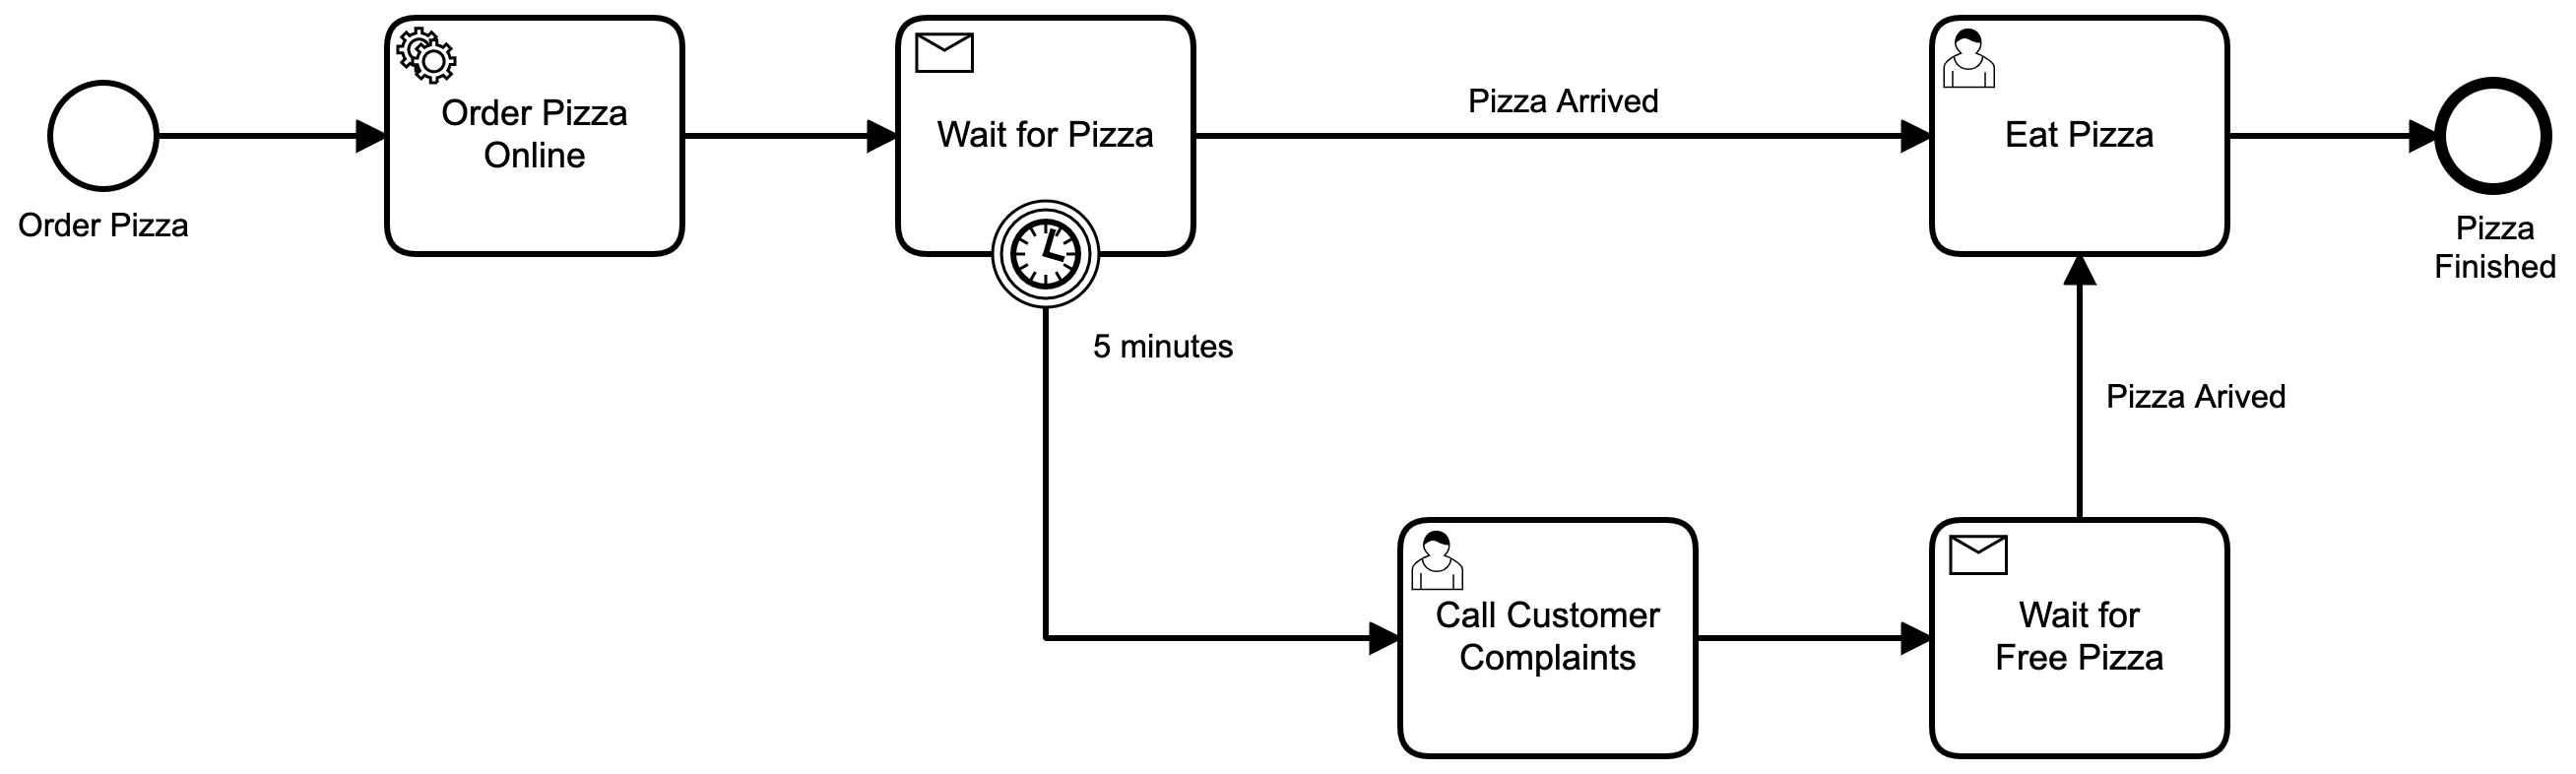 Order Pizza
Order Pizza
Online
Wait for Pizza
5 minutes
Pizza Arrived
Eat Pizza
Pizza
Finished
Call Customer
Complaints
Wait for
Free Pizza
Pizza Arived